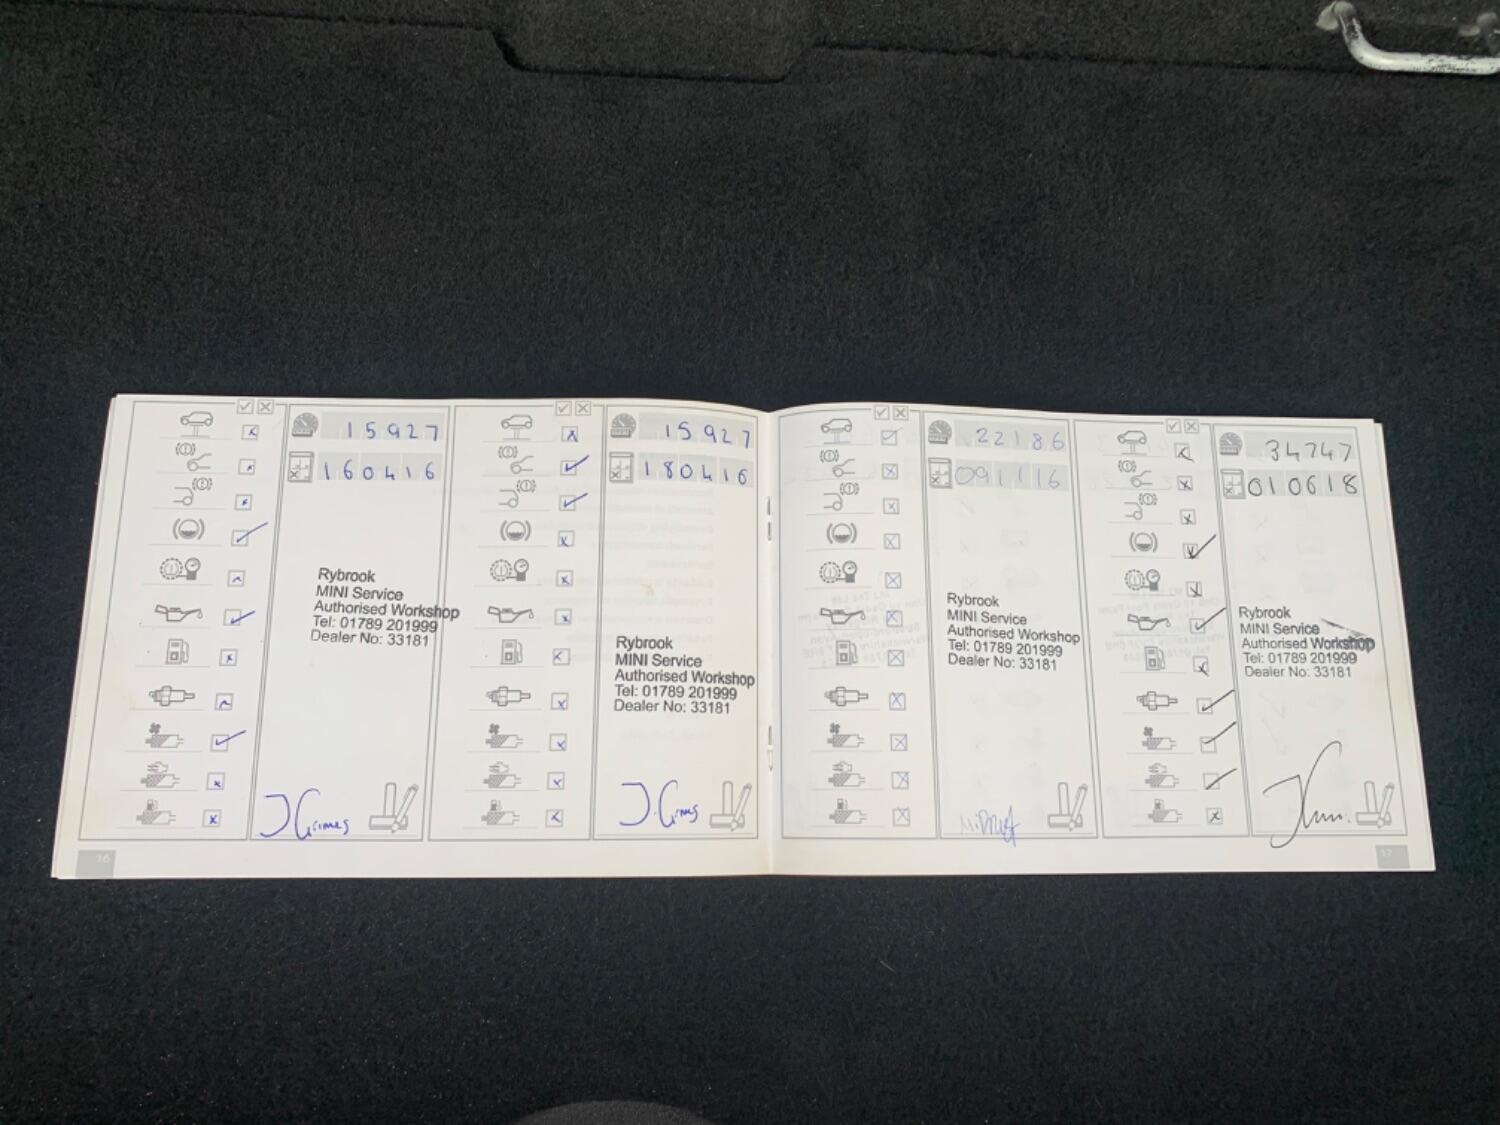 15927
160416
Rybrook
MINI Service
Authorised Workshop
Tel: 01789 201999
Dealer No: 33181
J Grimes
16
15927
180416
Rybrook
MINI Service
Authorised Workshop
Tel: 01789 201999
Dealer No: 33181
J. Grimes
22186
091116
Rybrook
MINI Service
Authorised Workshop
Tel: 01789 201999
Dealer No: 33181
34747
010618
Rybrook
MINI Service
Authorised Workshop
Tel: 01789 201999
Dealer No: 33181
17